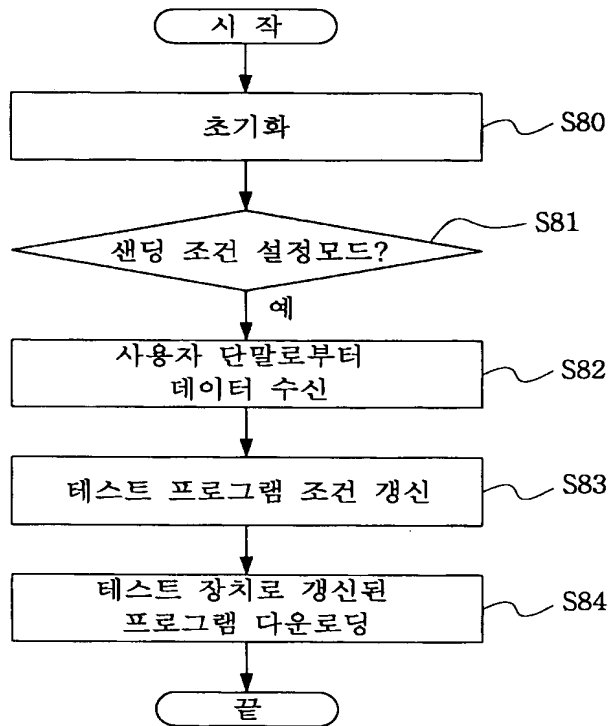 시 작
초기화
S80
샌딩 조건 설정모드?
S81
예
사용자 단말로부터
데이터 수신
S82
테스트 프로그램 조건 갱신
S83
테스트 장치로 갱신된
프로그램 다운로딩
S84
끝